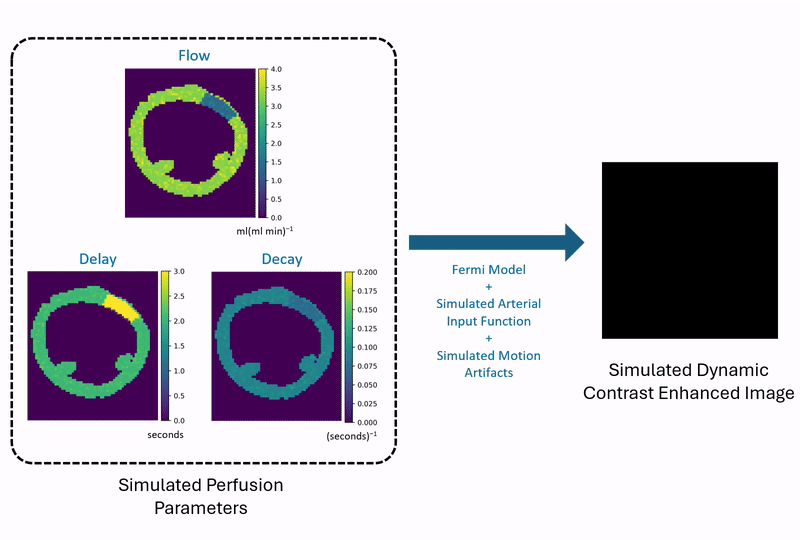 Flow
4.0
3.5
3.0
2.5
2.0
1.5
1.0
0.5
0.0
ml(ml min)⁻¹
Delay
3.0
2.5
2.0
1.5
1.0
0.5
0.0
seconds
Decay
0.200
0.175
0.150
0.125
0.100
0.075
0.050
0.025
0.000
(seconds)⁻¹
Simulated Perfusion
Parameters
Fermi Model
+
Simulated Arterial
Input Function
+
Simulated Motion
Artifacts
Simulated Dynamic
Contrast Enhanced Image